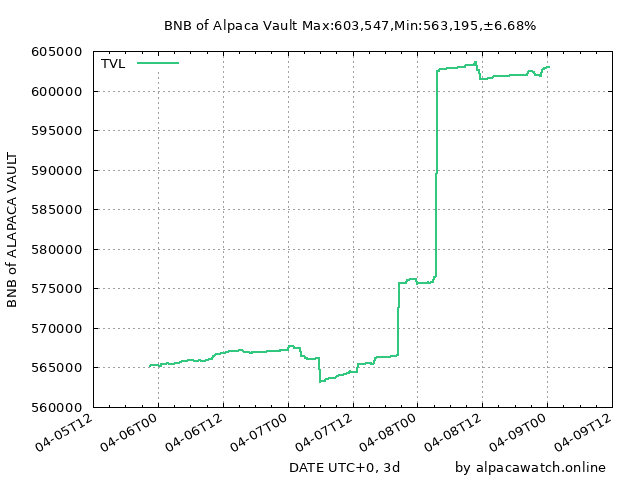 BNB of Alpaca Vault Max:603,547,Min:563,195,±6.68%
605000
600000
595000
590000
585000
580000
575000
570000
565000
560000
TVL
BNB of ALAPACA VAULT
04-05T12
04-06T00
04-06T12
04-07T00
04-07T12
04-08T00
04-08T12
04-09T00
04-09T12
DATE UTC+0, 3d
by alpacawatch.online